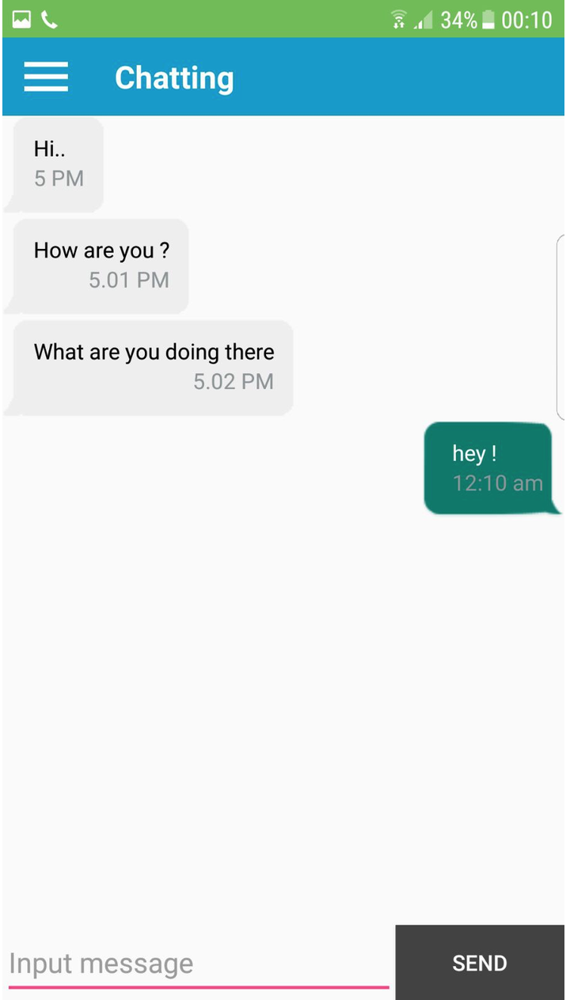 34% 00:10
Chatting
Hi..
5 PM
How are you ?
5.01 PM
What are you doing there
5.02 PM
hey !
12:10 am
Input message
SEND